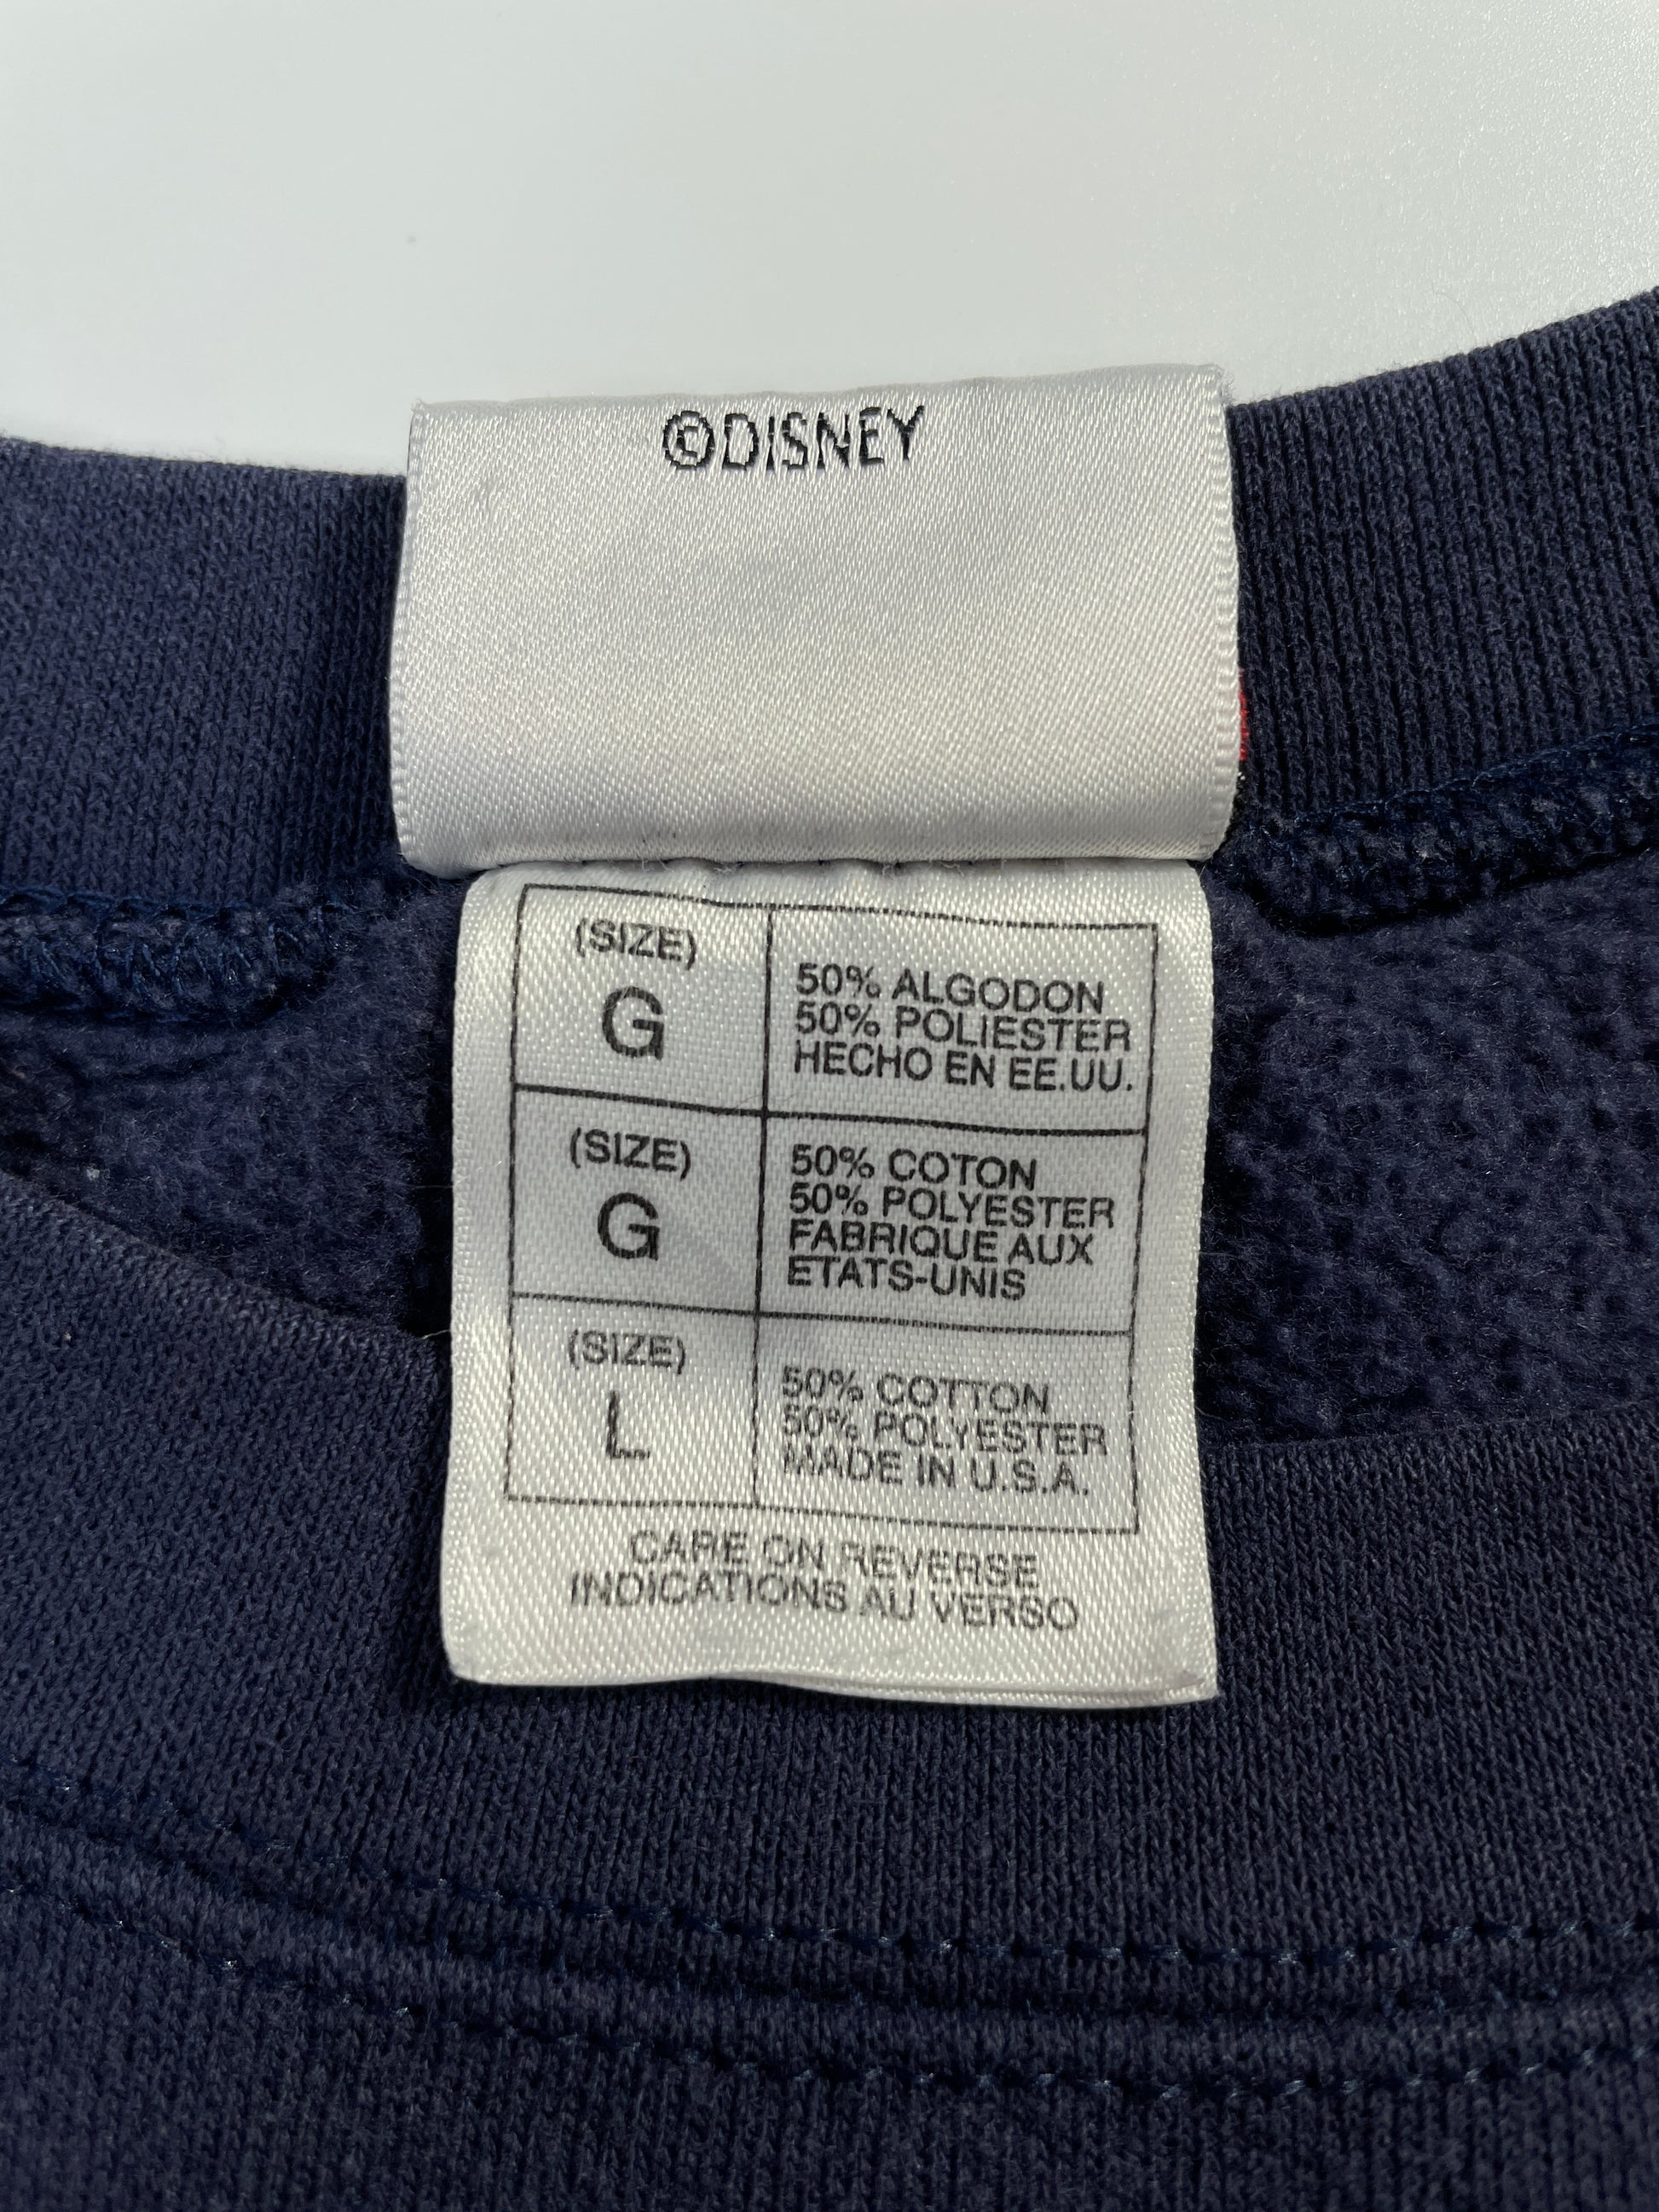 ©DISNEY
(SIZE)
G
50% ALGODON
50% POLIESTER
HECHO EN EE.UU.
(SIZE)
G
50% COTON
50% POLYESTER
FABRIQUE AUX
ETATS-UNIS
(SIZE)
L
50% COTTON
50% POLYESTER
MADE IN U.S.A.
CARE ON REVERSE
INDICATIONS AU VERSO